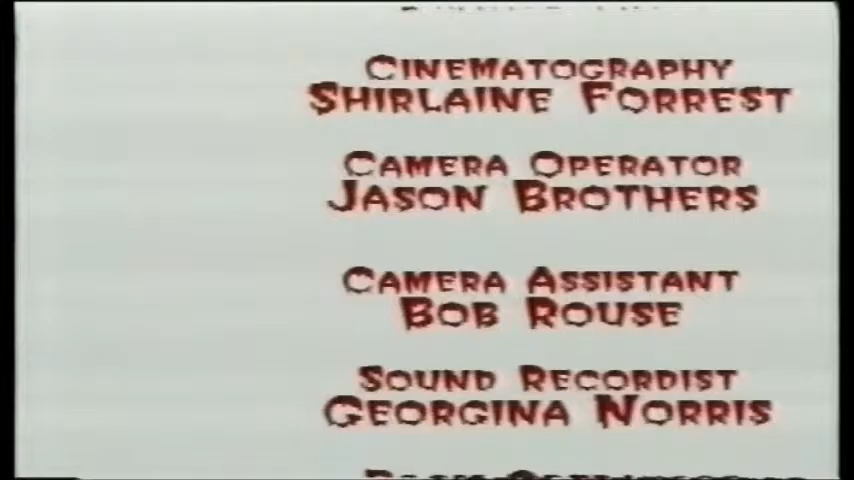 CINEMATOGRAPHY
SHIRLAINE FORREST
CAMERA OPERATOR
JASON BROTHERS
CAMERA ASSISTANT
BOB ROUSE
SOUND RECORDIST
GEORGINA NORRIS